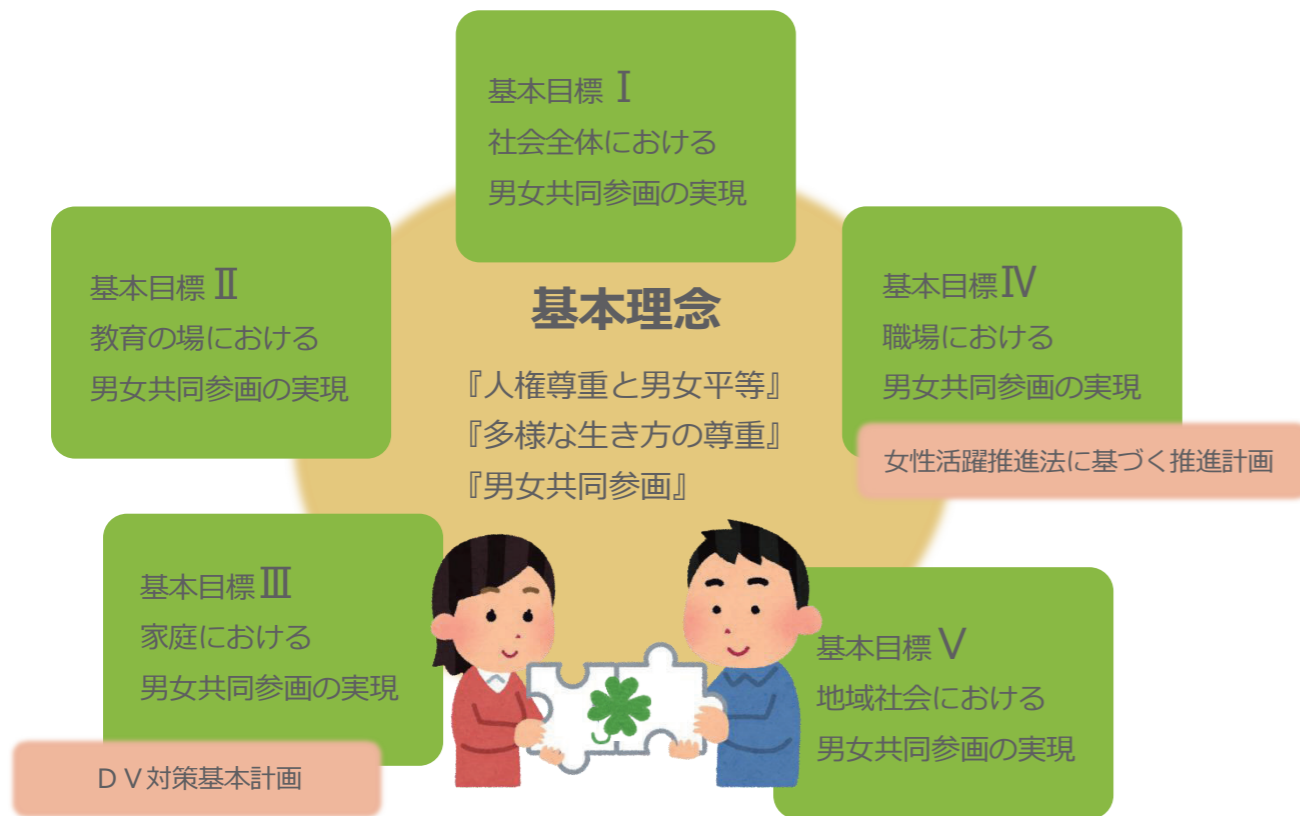 基本目標 Ⅰ
社会全体における
男女共同参画の実現
基本目標 Ⅱ
教育の場における
男女共同参画の実現
基本理念
『人権尊重と男女平等』
『多様な生き方の尊重』
『男女共同参画』
基本目標Ⅳ
職場における
男女共同参画の実現
女性活躍推進法に基づく推進計画
基本目標Ⅲ
家庭における
男女共同参画の実現
ＤＶ対策基本計画
基本目標Ⅴ
地域社会における
男女共同参画の実現